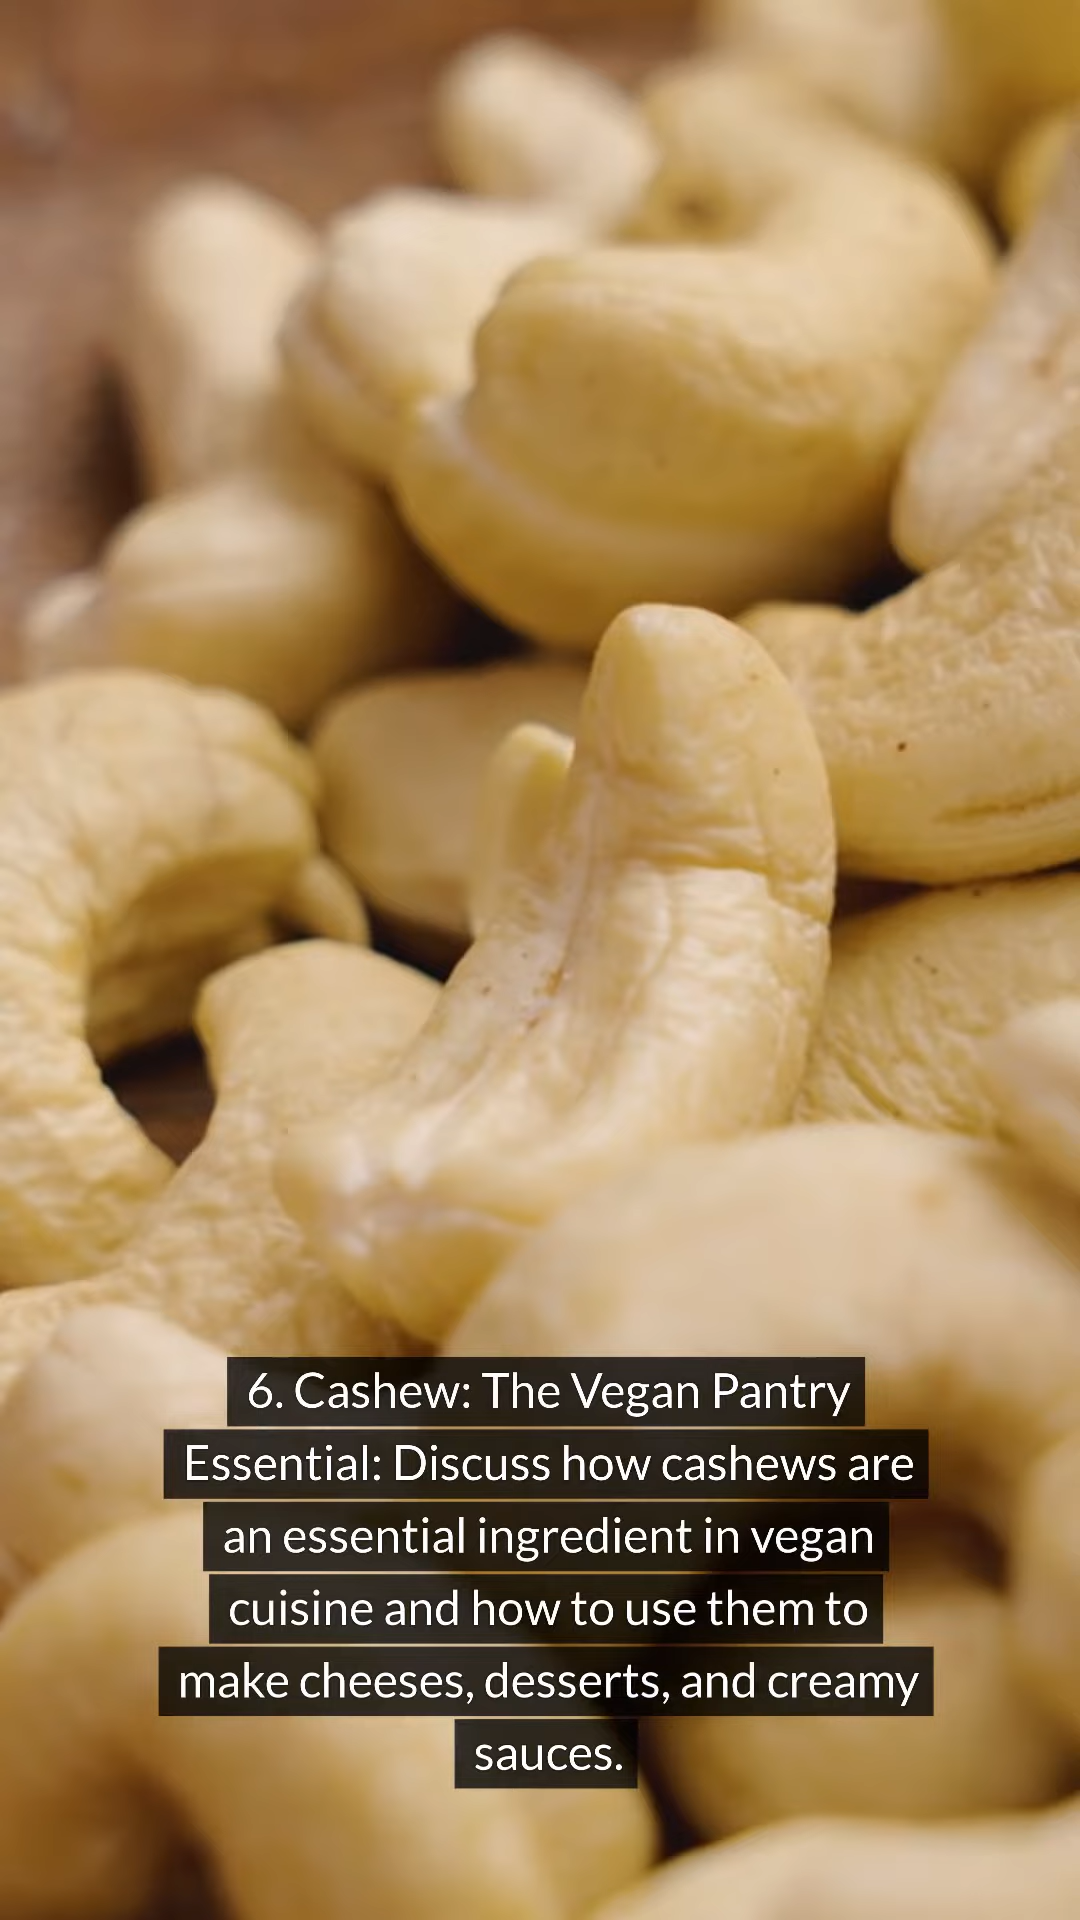 6. Cashew: The Vegan Pantry
Essential: Discuss how cashews are
an essential ingredient in vegan
cuisine and how to use them to
make cheeses, desserts, and creamy
sauces.